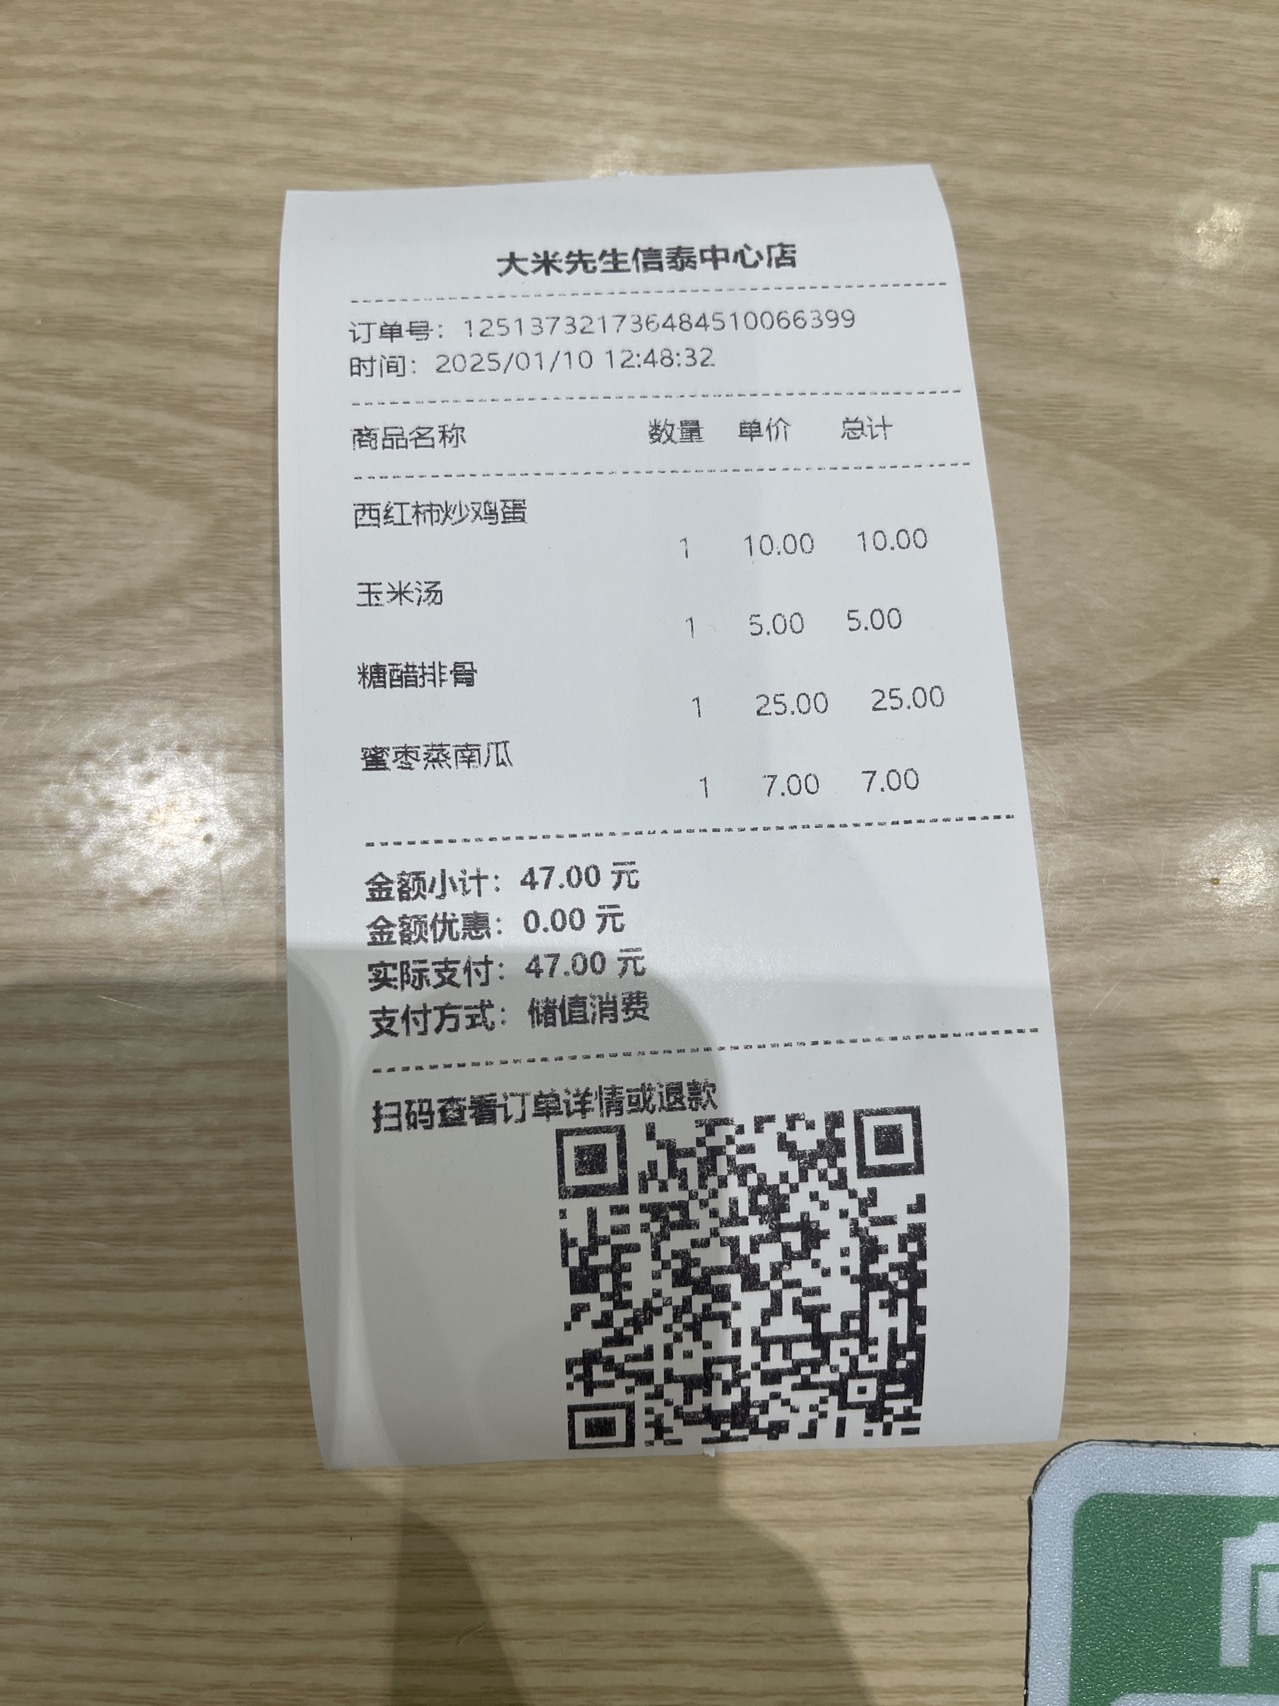 大米先生信泰中心店
订单号：125137321736484510066399
时间：2025/01/10 12:48:32
商品名称 数量 单价 总计
西红柿炒鸡蛋
1 10.00 10.00
玉米汤
1 5.00 5.00
糖醋排骨
1 25.00 25.00
蜜枣蒸南瓜
1 7.00 7.00
金额小计：47.00 元
金额优惠：0.00 元
实际支付：47.00 元
支付方式：储值消费
扫码查看订单详情或退款